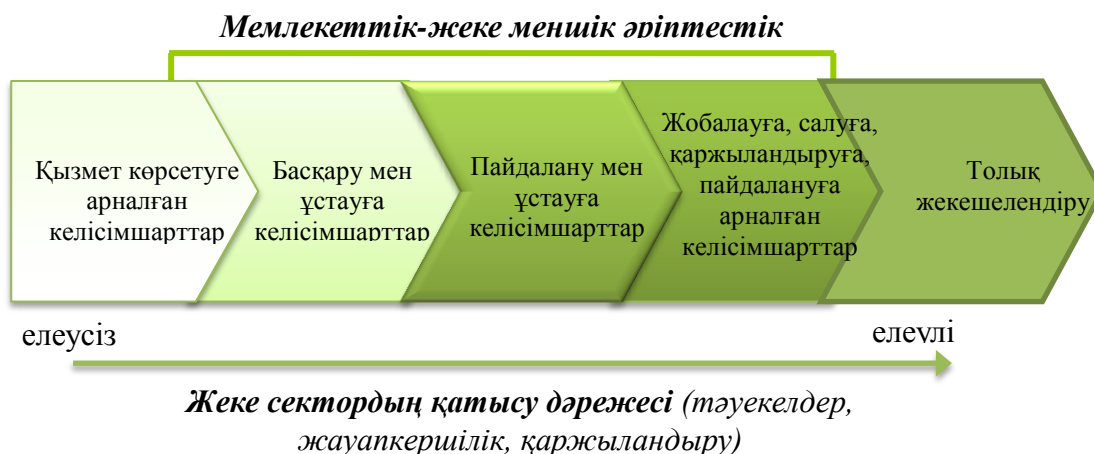 Мемлекеттік-жеке меншік әріптестік
Қызмет көрсетуге
арналған
келісімшарттар
Басқару мен
ұстауға
келісімшарттар
Пайдалану мен
ұстауға
келісімшарттар
Жобалауға, салуға,
қаржыландыруға,
пайдалануға
арналған
келісімшарттар
Толық
жекешелендіру
елеусіз
елеулі
Жеке сектордың қатысу дәрежесі (тәуекелдер,
жауапкершілік, қаржыландыру)